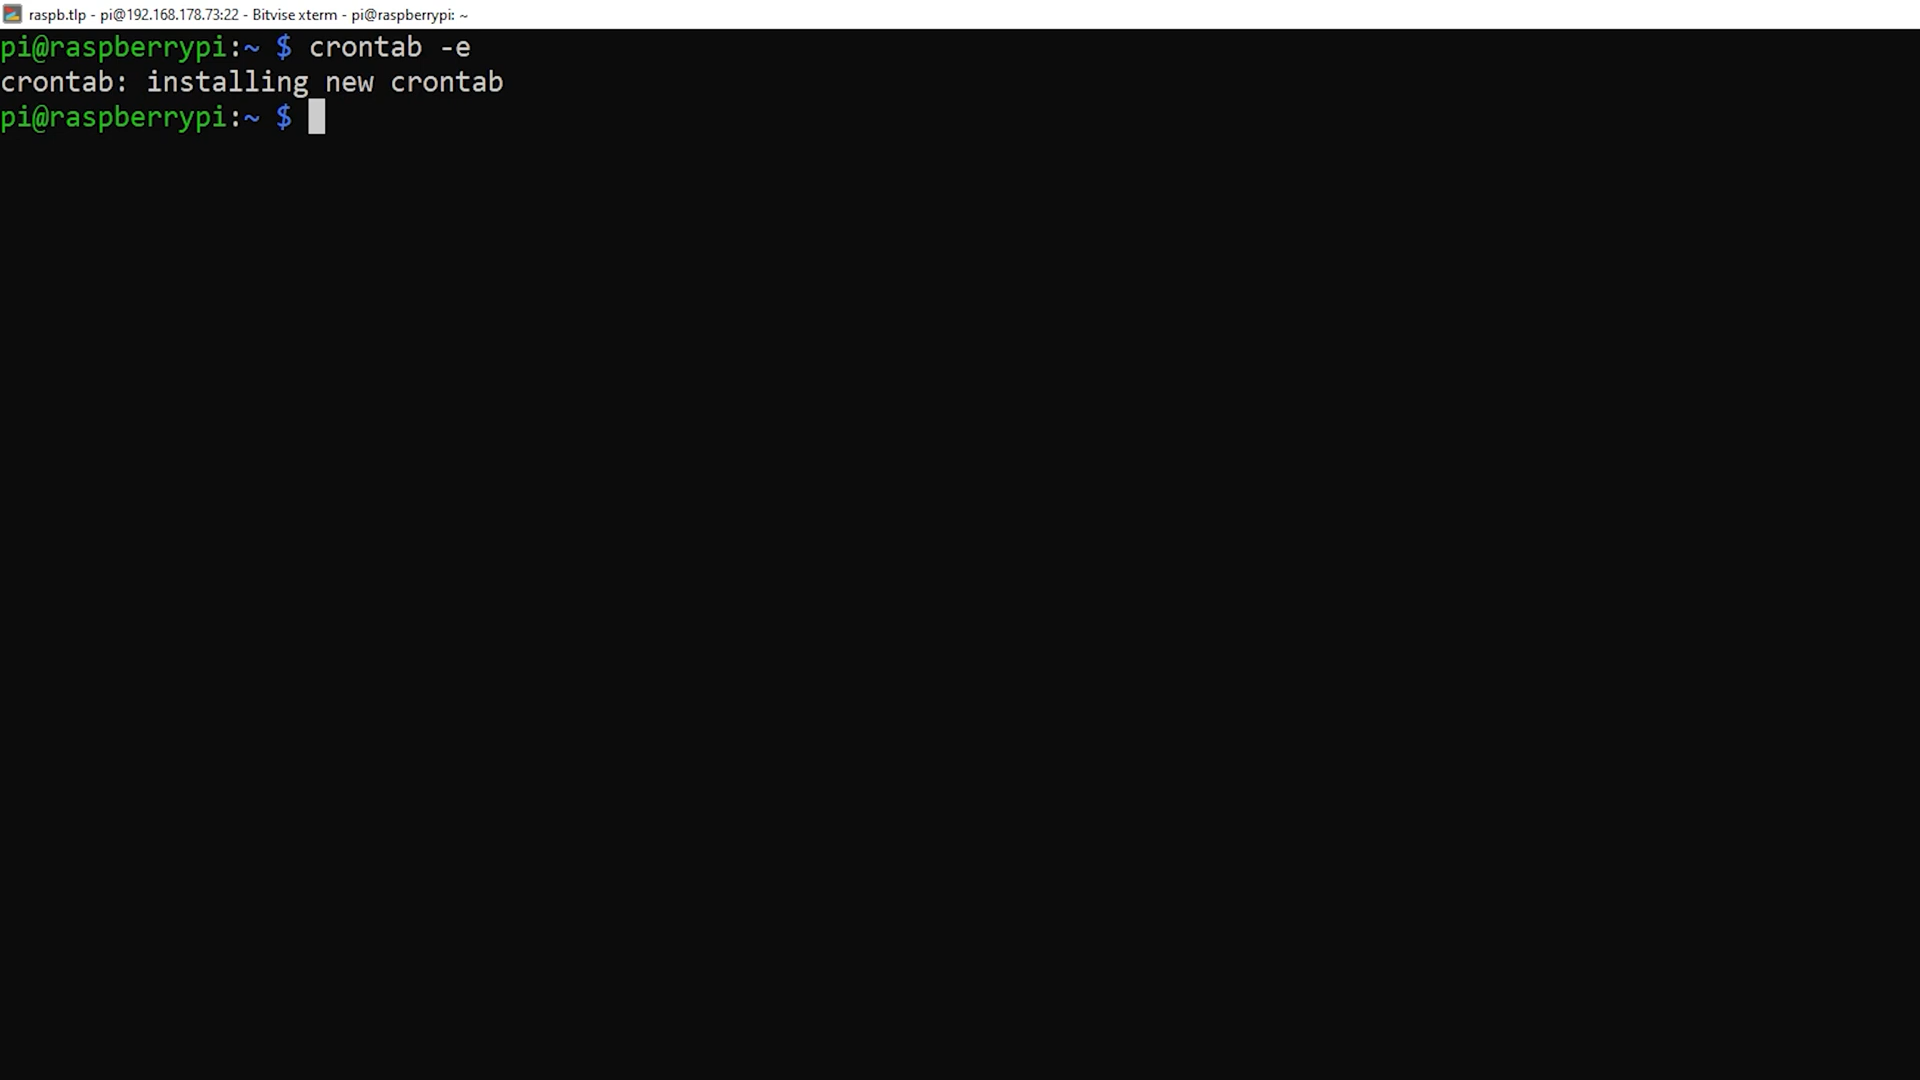 raspb.tlp - pi@192.168.178.73:22 - Bitvise xterm - pi@raspberrypi: ~
pi@raspberrypi:~ $ crontab -e
crontab: installing new crontab
pi@raspberrypi:~ $